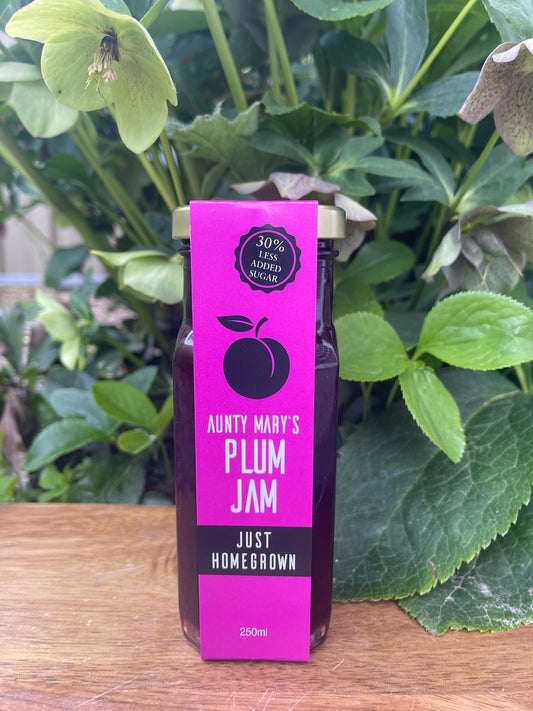 30%
LESS
ADDED
SUGAR
AUNTY MARY'S
PLUM
JAM
JUST
HOMEGROWN
250ml